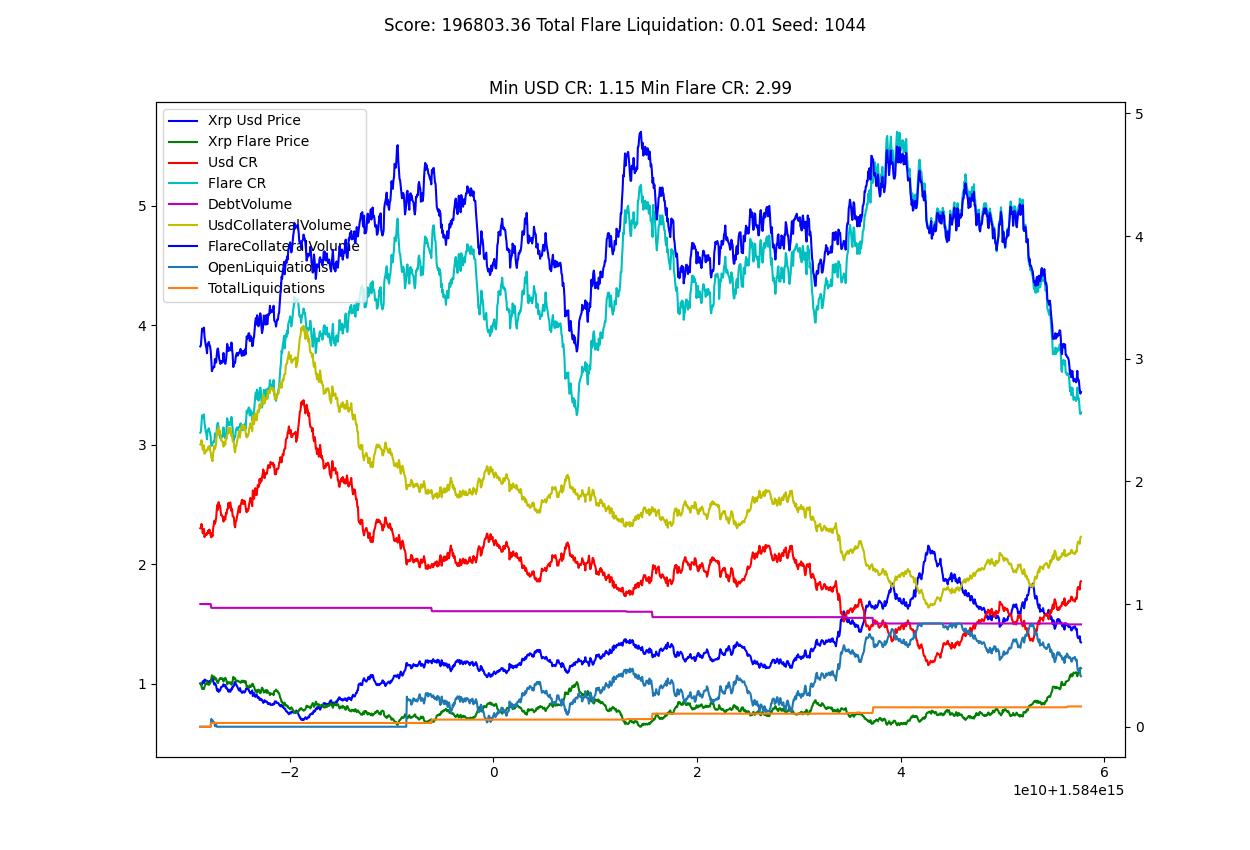 Score: 196803.36 Total Flare Liquidation: 0.01 Seed: 1044
Min USD CR: 1.15 Min Flare CR: 2.99
Xrp Usd Price
Xrp Flare Price
Usd CR
Flare CR
DebtVolume
UsdCollateralVolume
FlareCollateralVolume
OpenLiquidations
TotalLiquidations
5
4
3
2
1
5
4
3
2
1
0
−2
0
2
4
6
1e10+1.584e15